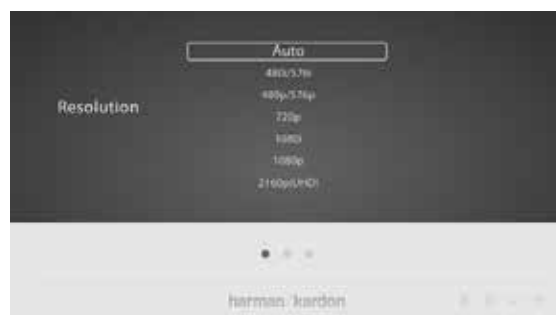 Auto
480i/576i
480p/576p
Resolution
720p
1080i
1080p
2160p(UHD)
harman kardon